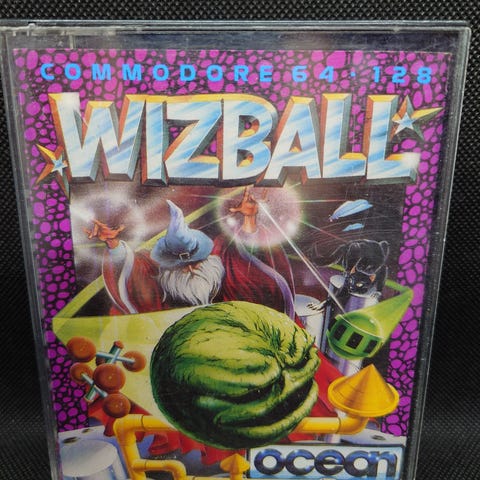 COMMODORE 64 · 128
WIZBALL
ocean